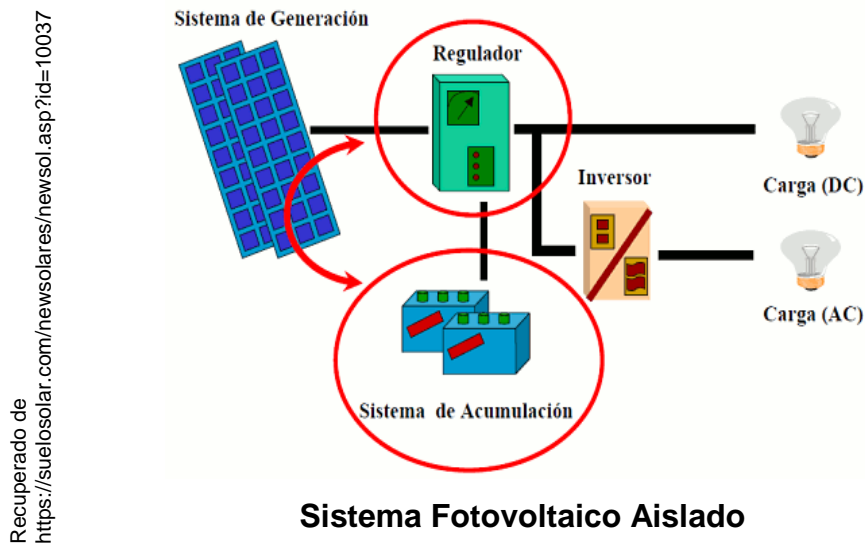 Recuperado de
https://suelosolar.com/newsolares/newsol.asp?id=10037
Sistema de Generación
Regulador
Inversor
Carga (DC)
Carga (AC)
Sistema de Acumulación
Sistema Fotovoltaico Aislado